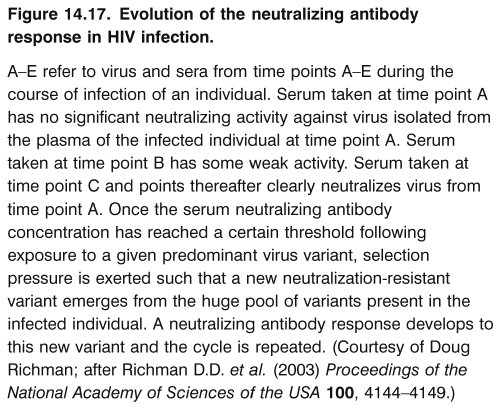 Figure 14.17. Evolution of the neutralizing antibody
response in HIV infection.
A–E refer to virus and sera from time points A–E during the
course of infection of an individual. Serum taken at time point A
has no significant neutralizing activity against virus isolated from
the plasma of the infected individual at time point A. Serum
taken at time point B has some weak activity. Serum taken at
time point C and points thereafter clearly neutralizes virus from
time point A. Once the serum neutralizing antibody
concentration has reached a certain threshold following
exposure to a given predominant virus variant, selection
pressure is exerted such that a new neutralization-resistant
variant emerges from the huge pool of variants present in the
infected individual. A neutralizing antibody response develops to
this new variant and the cycle is repeated. (Courtesy of Doug
Richman; after Richman D.D. et al. (2003) Proceedings of the
National Academy of Sciences of the USA 100, 4144–4149.)